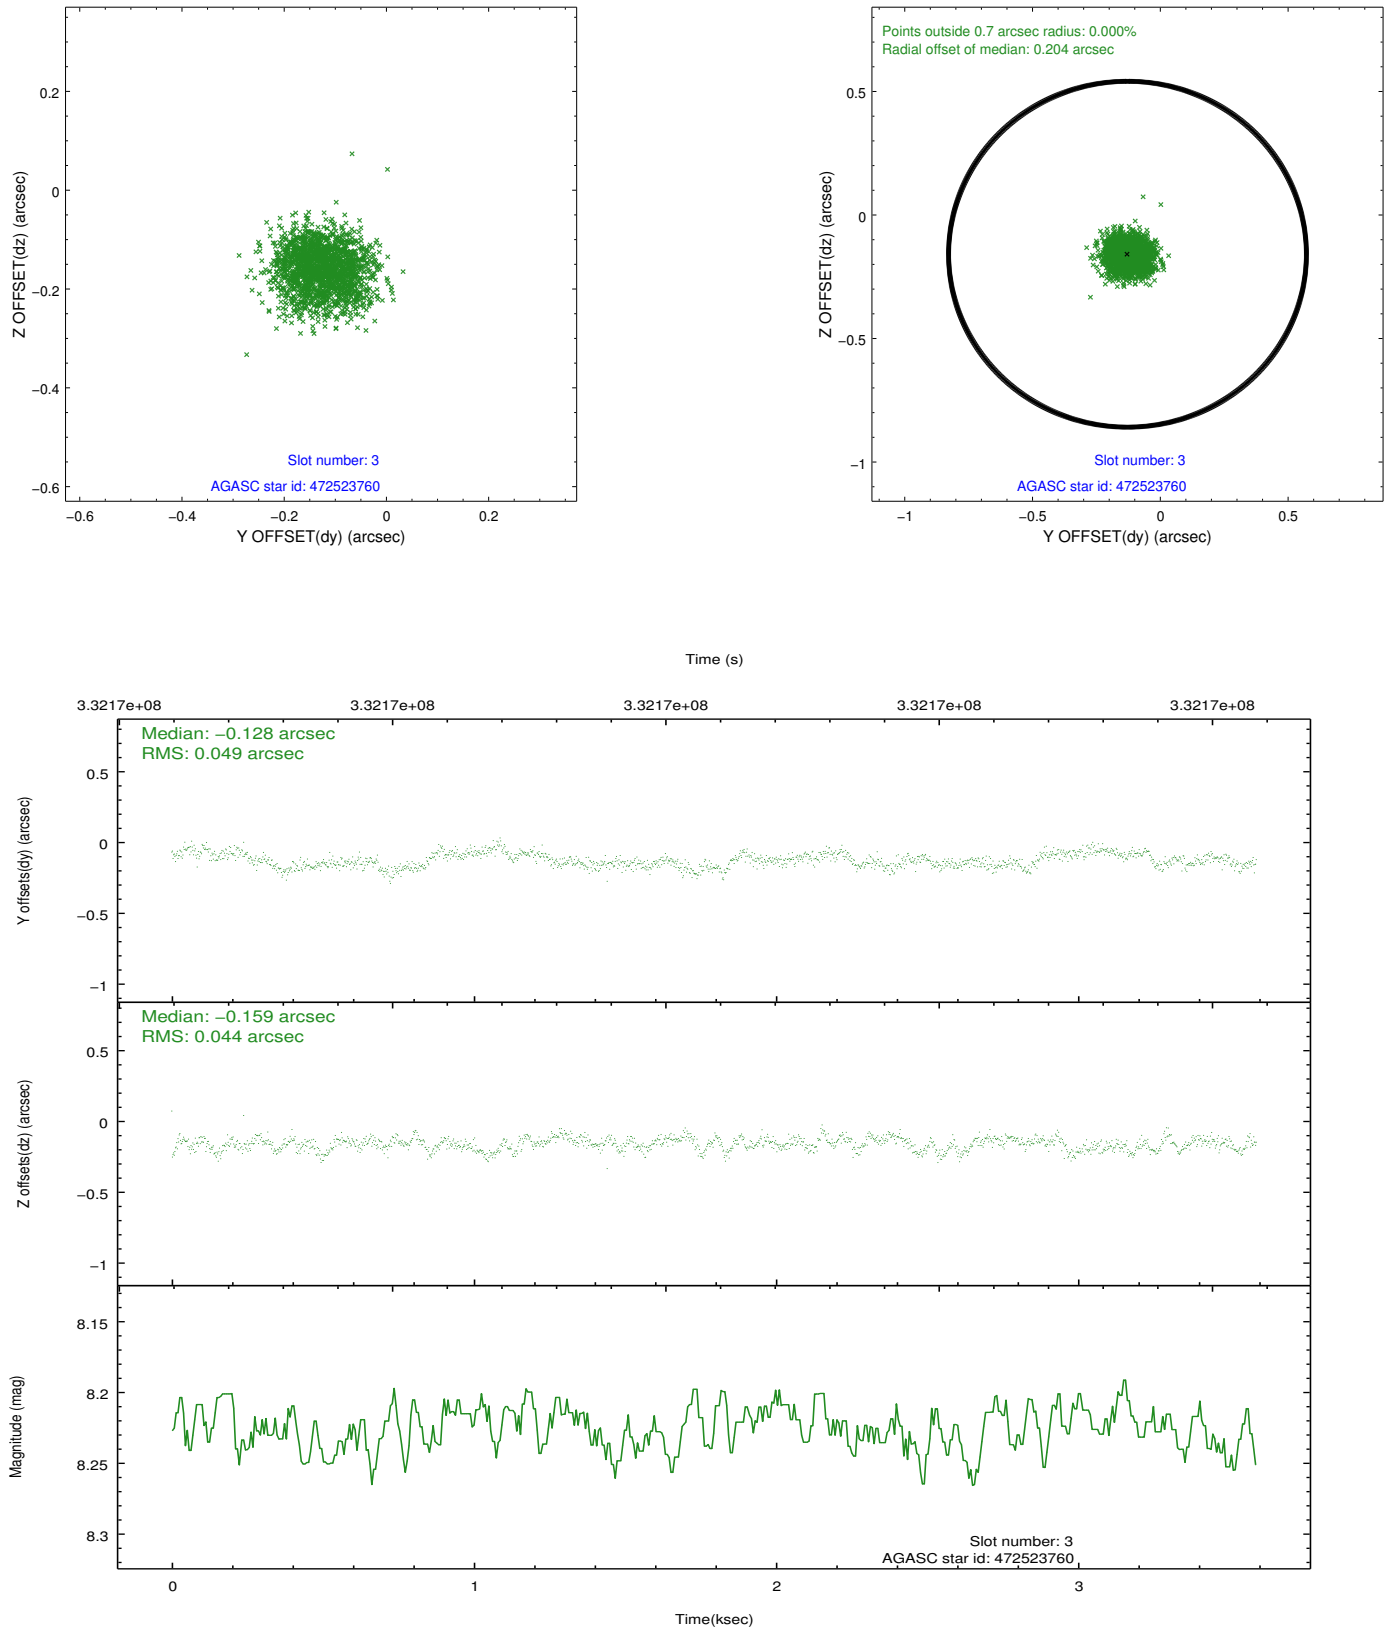 0.2
0
−0.2
−0.4
−0.6
Z OFFSET(dz) (arcsec)
Slot number: 3
AGASC star id: 472523760
−0.6
−0.4
−0.2
0
0.2
Y OFFSET(dy) (arcsec)
Points outside 0.7 arcsec radius: 0.000%
Radial offset of median: 0.204 arcsec
0.5
0
−0.5
−1
Z OFFSET(dz) (arcsec)
Slot number: 3
AGASC star id: 472523760
−1
−0.5
0
0.5
Y OFFSET(dy) (arcsec)
Time (s)
3.3217e+08
3.3217e+08
3.3217e+08
3.3217e+08
3.3217e+08
Median: −0.128 arcsec
RMS: 0.049 arcsec
0.5
0
−0.5
−1
Y offsets(dy) (arcsec)
Median: −0.159 arcsec
RMS: 0.044 arcsec
0.5
0
−0.5
−1
Z offsets(dz) (arcsec)
8.15
8.2
8.25
8.3
Magnitude (mag)
Slot number: 3
AGASC star id: 472523760
0
1
2
3
Time(ksec)